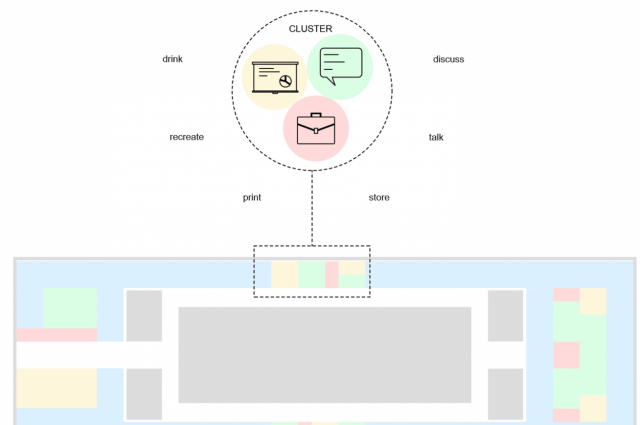 CLUSTER
drink
discuss
recreate
talk
print
store